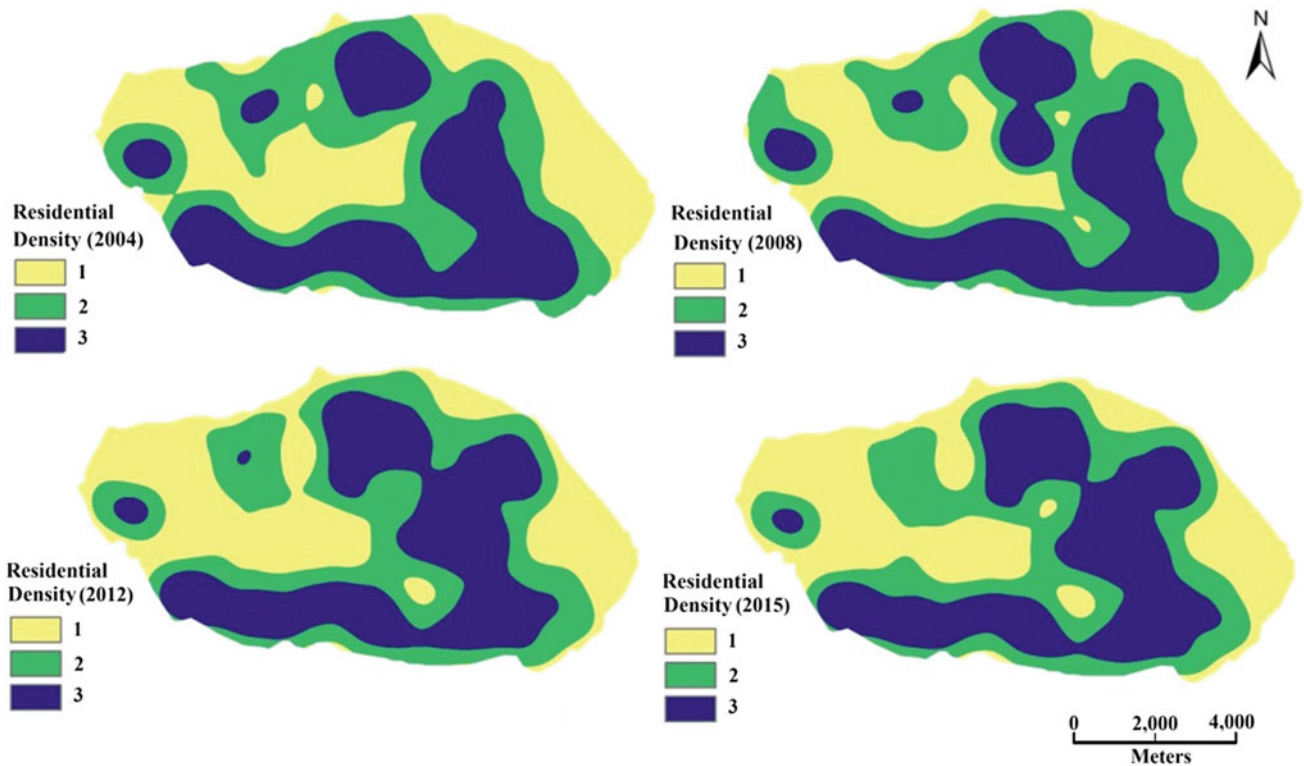 N
Residential
Density (2004)
1
2
3
Residential
Density (2008)
1
2
3
Residential
Density (2012)
1
2
3
Residential
Density (2015)
1
2
3
0 2,000 4,000
Meters